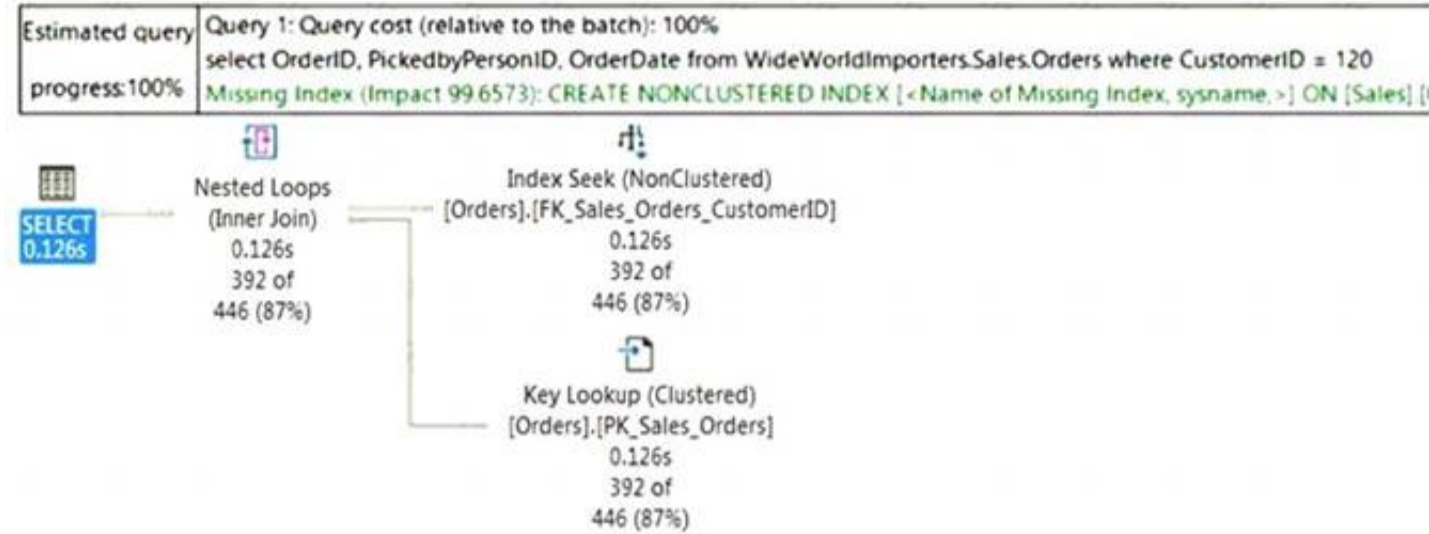 Estimated query
progress:100%
Query 1: Query cost (relative to the batch): 100%
select OrderID, PickedbyPersonID, OrderDate from WideWorldImporters.Sales.Orders where CustomerID = 120
Missing Index (Impact 99.6573): CREATE NONCLUSTERED INDEX [<Name of Missing Index, sysname,>] ON [Sales].[
SELECT
0.126s
Nested Loops
(Inner Join)
0.126s
392 of
446 (87%)
Index Seek (NonClustered)
[Orders].[FK_Sales_Orders_CustomerID]
0.126s
392 of
446 (87%)
Key Lookup (Clustered)
[Orders].[PK_Sales_Orders]
0.126s
392 of
446 (87%)